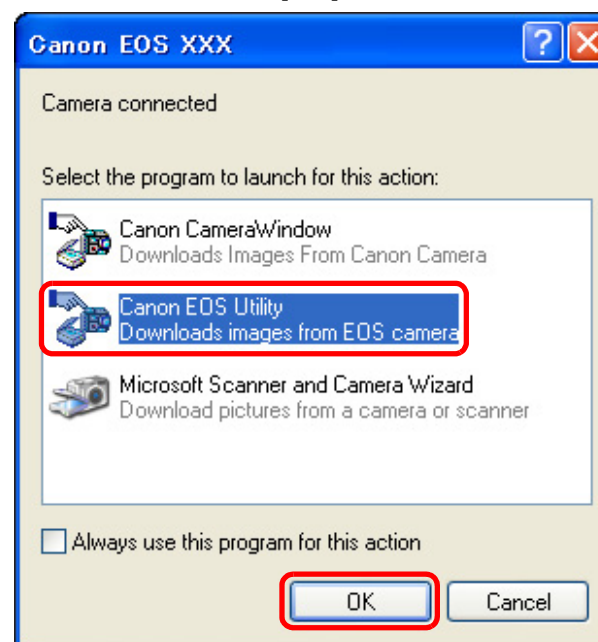 Canon EOS XXX
Camera connected
Select the program to launch for this action:
Canon CameraWindow
Downloads Images From Canon Camera
Canon EOS Utility
Downloads images from EOS camera
Microsoft Scanner and Camera Wizard
Download pictures from a camera or scanner
Always use this program for this action
OK
Cancel